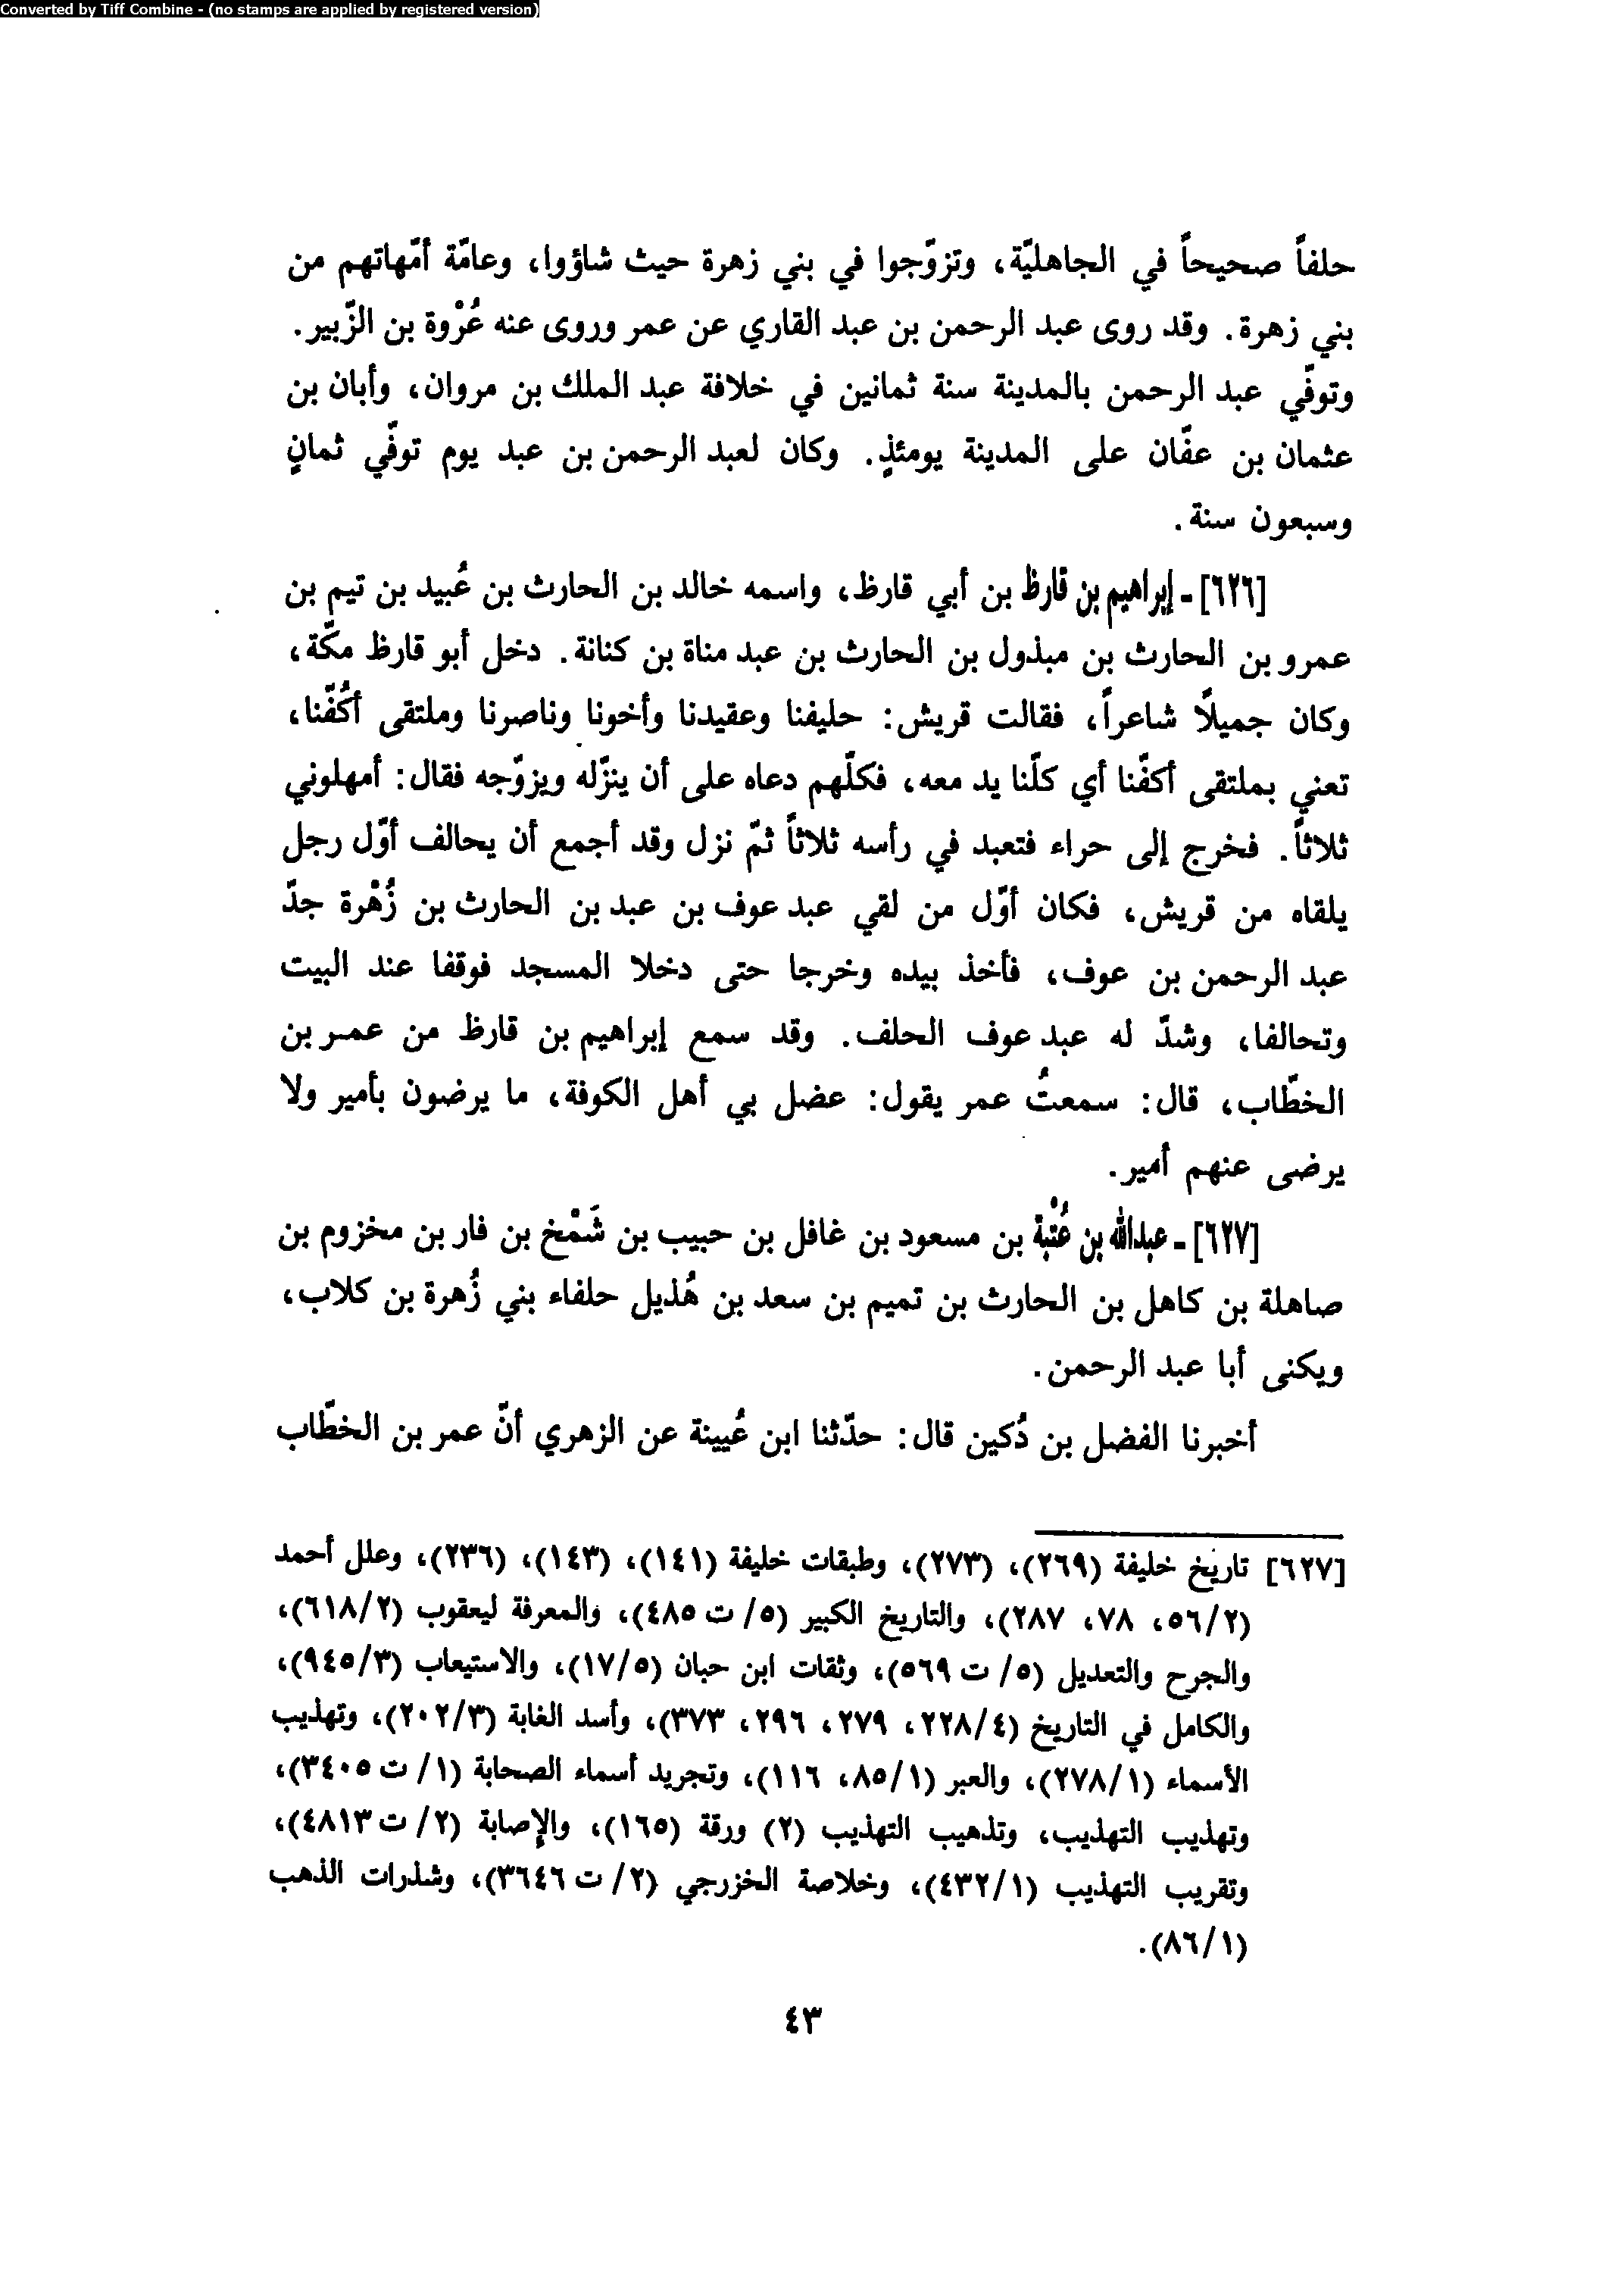 Converted by Tiff Combine - (no stamps are applied by registered version)
حلفاً صحيحاً في الجاهليّة، وتزوّجوا في بني زهرة حيث شاؤوا، وعامّة أمّهاتهم من
بني زهرة. وقد روى عبد الرحمن بن عبد القاري عن عمر وروى عنه عُرْوة بن الزّبير.
وتوفّي عبد الرحمن بالمدينة سنة ثمانين في خلافة عبد الملك بن مروان، وأبان بن
عثمان بن عفّان على المدينة يومئذٍ. وكان لعبد الرحمن بن عبد يوم توفّي ثمانٍ
وسبعون سنة.
[٦٢٦] - إبراهيم بن قارظ بن أبي قارظ، واسمه خالد بن الحارث بن عُبيد بن تيم بن
عمرو بن الحارث بن مبذول بن الحارث بن عبد مناة بن كنانة. دخل أبو قارظ مكّة،
وكان جميلاً شاعراً، فقالت قريش: حليفنا وعقيدنا وأخونا وناصرنا وملتقى أكُفّنا،
تعني بملتقى أكفّنا أي كلّنا يد معه، فكلّهم دعاه على أن ينزّله ويزوّجه فقال: أمهلوني
ثلاثاً. فخرج إلى حراء فتعبد في رأسه ثلاثاً ثمّ نزل وقد أجمع أن يحالف أوّل رجل
يلقاه من قريش، فكان أوّل من لقي عبد عوف بن عبد بن الحارث بن زُهْرة جدّ
عبد الرحمن بن عوف، فأخذ بيده وخرجا حتى دخلا المسجد فوقفا عند البيت
وتحالفا، وشدّ له عبد عوف الحلف. وقد سمع إبراهيم بن قارظ من عمر بن
الخطّاب، قال: سمعتُ عمر يقول: عضل بي أهل الكوفة، ما يرضون بأمير ولا
يرضى عنهم أمير.
[٦٢٧] - عبدالله بن عُتْبة بن مسعود بن غافل بن حبيب بن شَمْخ بن فار بن مخزوم بن
صاهلة بن كاهل بن الحارث بن تميم بن سعد بن هُذيل حلفاء بني زُهرة بن كلاب،
ويكنى أبا عبد الرحمن.
أخبرنا الفضل بن دُكين قال: حدّثنا ابن عُيينة عن الزهري أنّ عمر بن الخطّاب
[٦٢٧] تاريخ خليفة (٢٦٩)، (٢٧٣)، وطبقات خليفة (١٤١)، (١٤٣)، (٢٣٦)، وعلل أحمد
(٥٦/٢، ٧٨، ٢٨٧)، والتاريخ الكبير (٥/ ت ٤٨٥)، والمعرفة ليعقوب (٦١٨/٢)،
والجرح والتعديل (٥/ ت ٥٦٩)، وثقات ابن حبان (١٧/٥)، والاستيعاب (٩٤٥/٣)،
والكامل في التاريخ (٢٢٨/٤، ٢٧٩، ٢٩٦، ٣٧٣)، وأسد الغابة (٢٠٢/٣)، وتهذيب
الأسماء (٢٧٨/١)، والعبر (٨٥/١، ١١٦)، وتجريد أسماء الصحابة (١/ ت ٣٤٠٥)،
وتهذيب التهذيب، وتذهيب التهذيب (٢) ورقة (١٦٥)، والإصابة (٢/ ت ٤٨١٣)،
وتقريب التهذيب (٤٣٢/١)، وخلاصة الخزرجي (٢/ ت ٣٦٤٦)، وشذرات الذهب
(٨٦/١).
٤٣